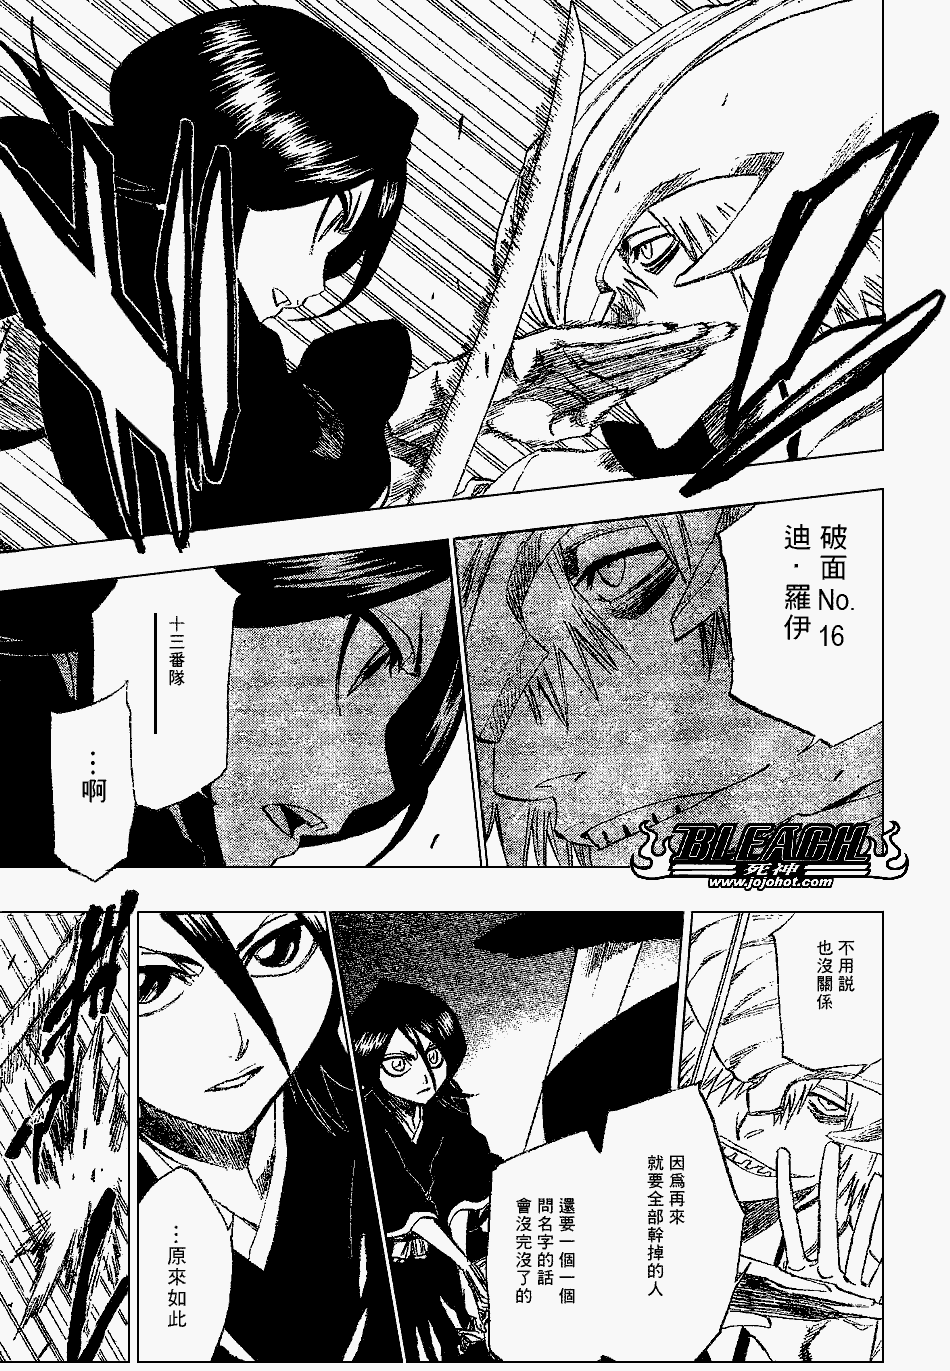 破面No.16
迪·羅伊
十三番隊——
…啊
BLEACH
死神
www.jojohot.com
不用説
也沒關係
因爲再來
就要全部幹掉的人
還要一個一個
問名字的話
會沒完沒了的
…原來如此